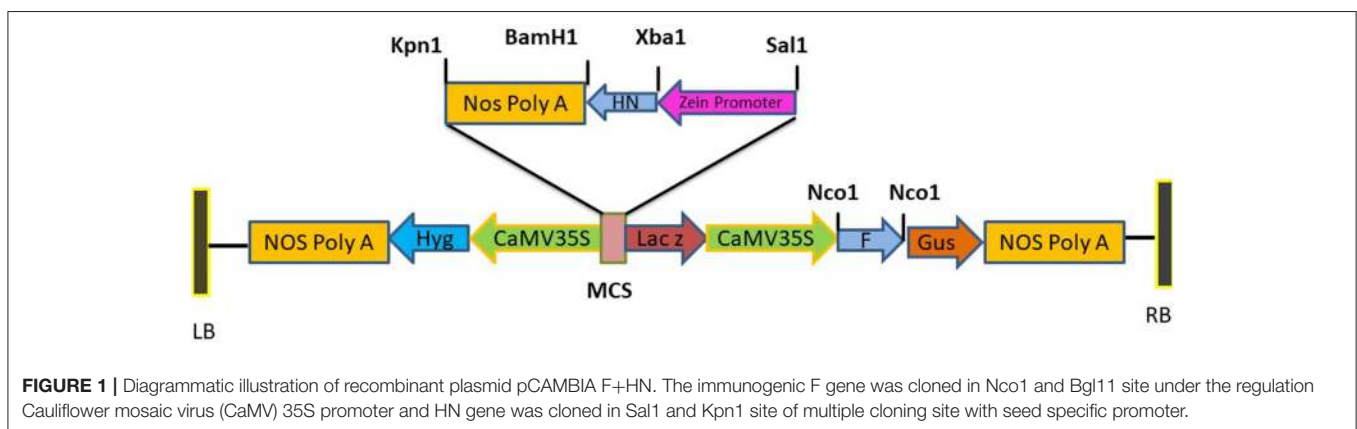 Kpn1 BamH1 Xba1 Sal1
Nos Poly A HN Zein Promoter
Nco1 Nco1
NOS Poly A Hyg CaMV35S Lac z CaMV35S F Gus NOS Poly A
MCS
LB RB
FIGURE 1 | Diagrammatic illustration of recombinant plasmid pCAMBIA F+HN. The immunogenic F gene was cloned in Nco1 and Bgl11 site under the regulation
Cauliflower mosaic virus (CaMV) 35S promoter and HN gene was cloned in Sal1 and Kpn1 site of multiple cloning site with seed specific promoter.